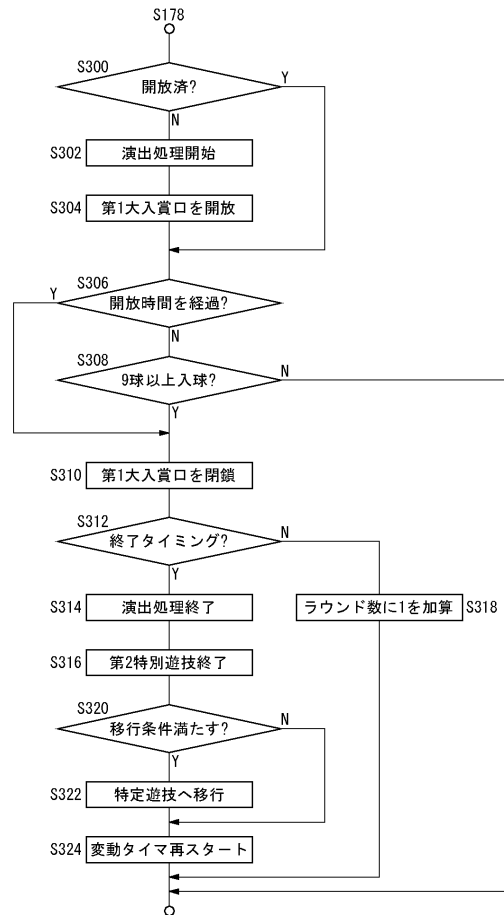 S178
S300
開放済?
Y
N
S302
演出処理開始
S304
第1大入賞口を開放
S306
Y
開放時間を経過?
N
S308
9球以上入球?
N
Y
S310
第1大入賞口を閉鎖
S312
終了タイミング?
N
Y
S314
演出処理終了
ラウンド数に1を加算
S318
S316
第2特別遊技終了
S320
移行条件満たす?
N
Y
S322
特定遊技へ移行
S324
変動タイマ再スタート